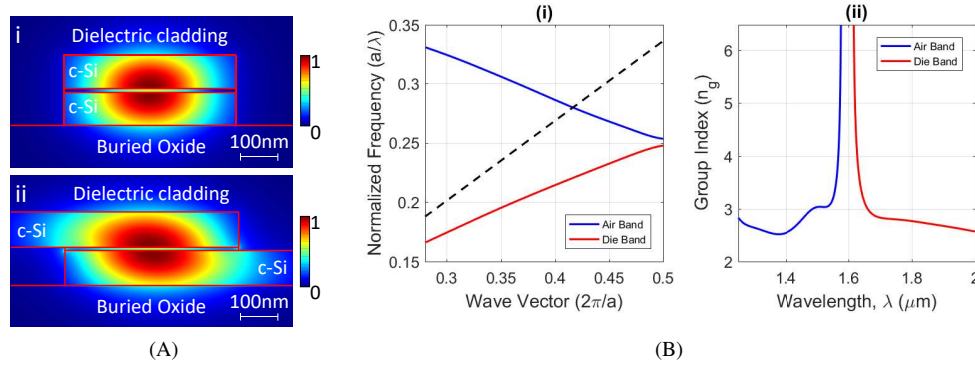 i
Dielectric cladding
c-Si
c-Si
Buried Oxide
100nm
1
0
ii
Dielectric cladding
c-Si
c-Si
Buried Oxide
100nm
1
0
(A)
(i)
Normalized Frequency (a/λ)
0.35
0.3
0.25
0.2
0.15
0.3 0.35 0.4 0.45 0.5
Wave Vector (2π/a)
Air Band
Die Band
(ii)
Group Index (n_g)
6
5
4
3
2
1.4 1.6 1.8 2
Wavelength, λ (μm)
Air Band
Die Band
(B)